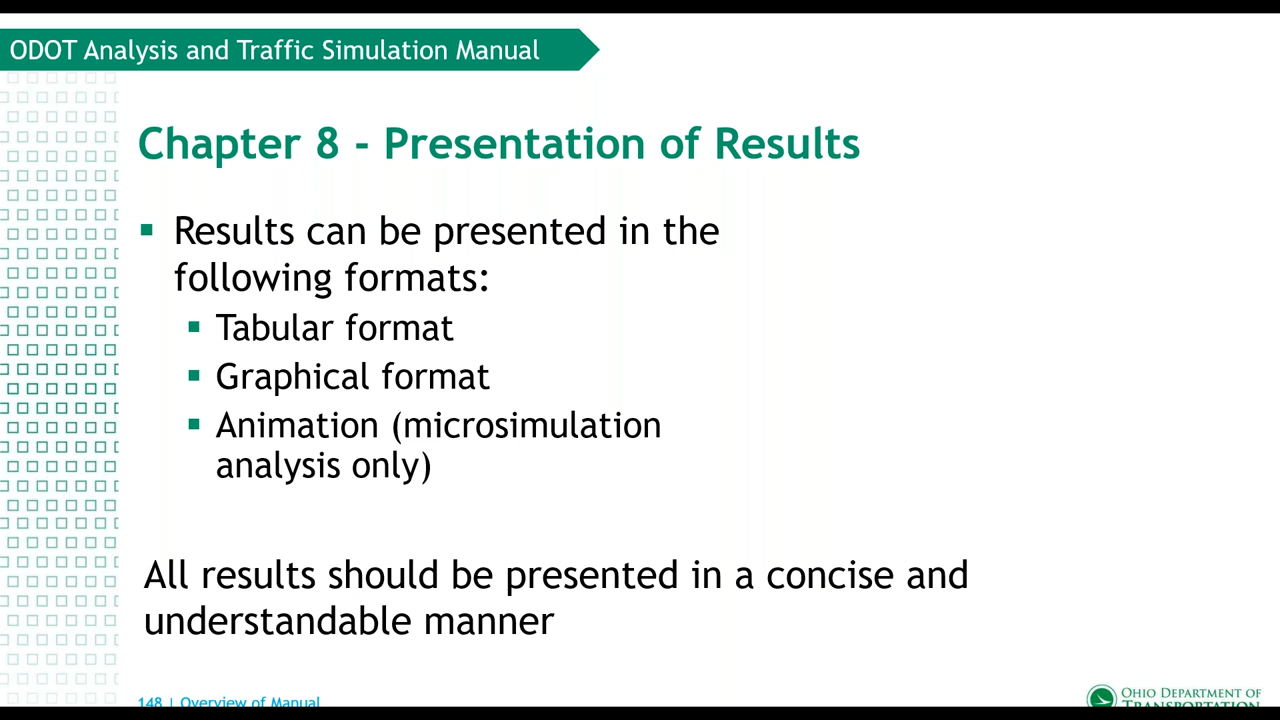 ODOT Analysis and Traffic Simulation Manual
Chapter 8 - Presentation of Results
Results can be presented in the
following formats:
Tabular format
Graphical format
Animation (microsimulation
analysis only)
All results should be presented in a concise and
understandable manner
148 | Overview of Manual
OHIO DEPARTMENT OF
TRANSPORTATION